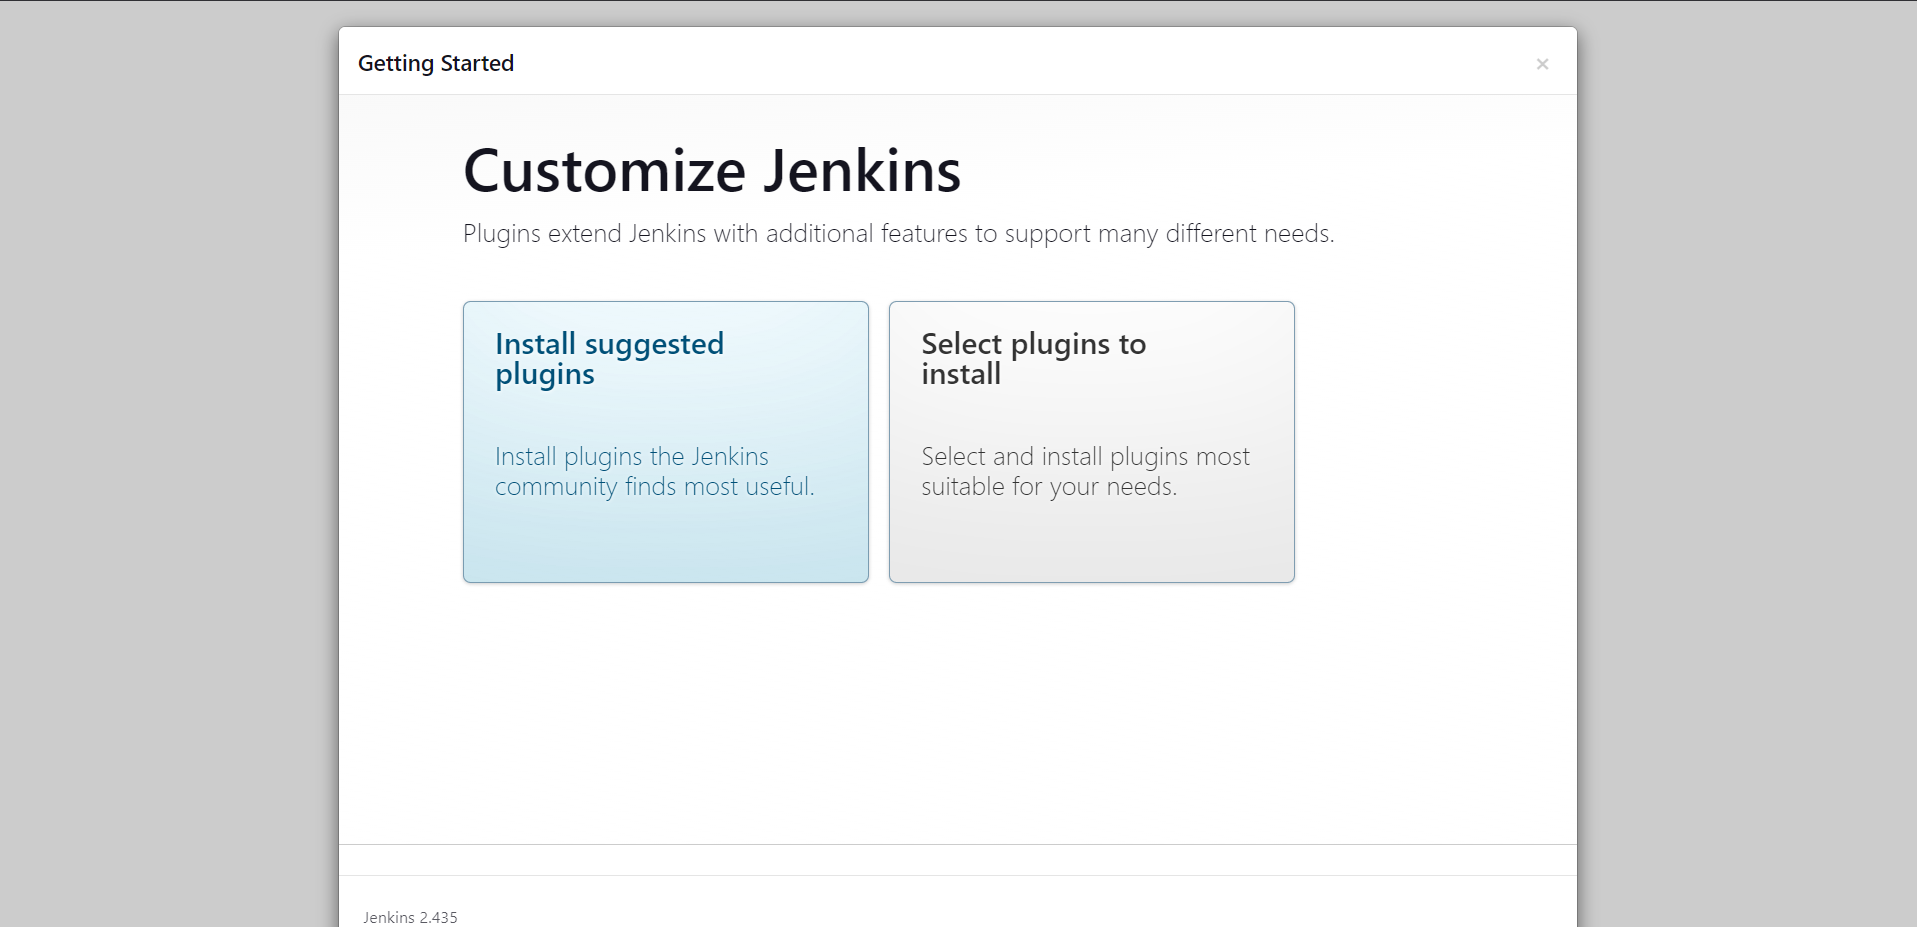 Getting Started
×
Customize Jenkins
Plugins extend Jenkins with additional features to support many different needs.
Install suggested
plugins
Install plugins the Jenkins
community finds most useful.
Select plugins to
install
Select and install plugins most
suitable for your needs.
Jenkins 2.435